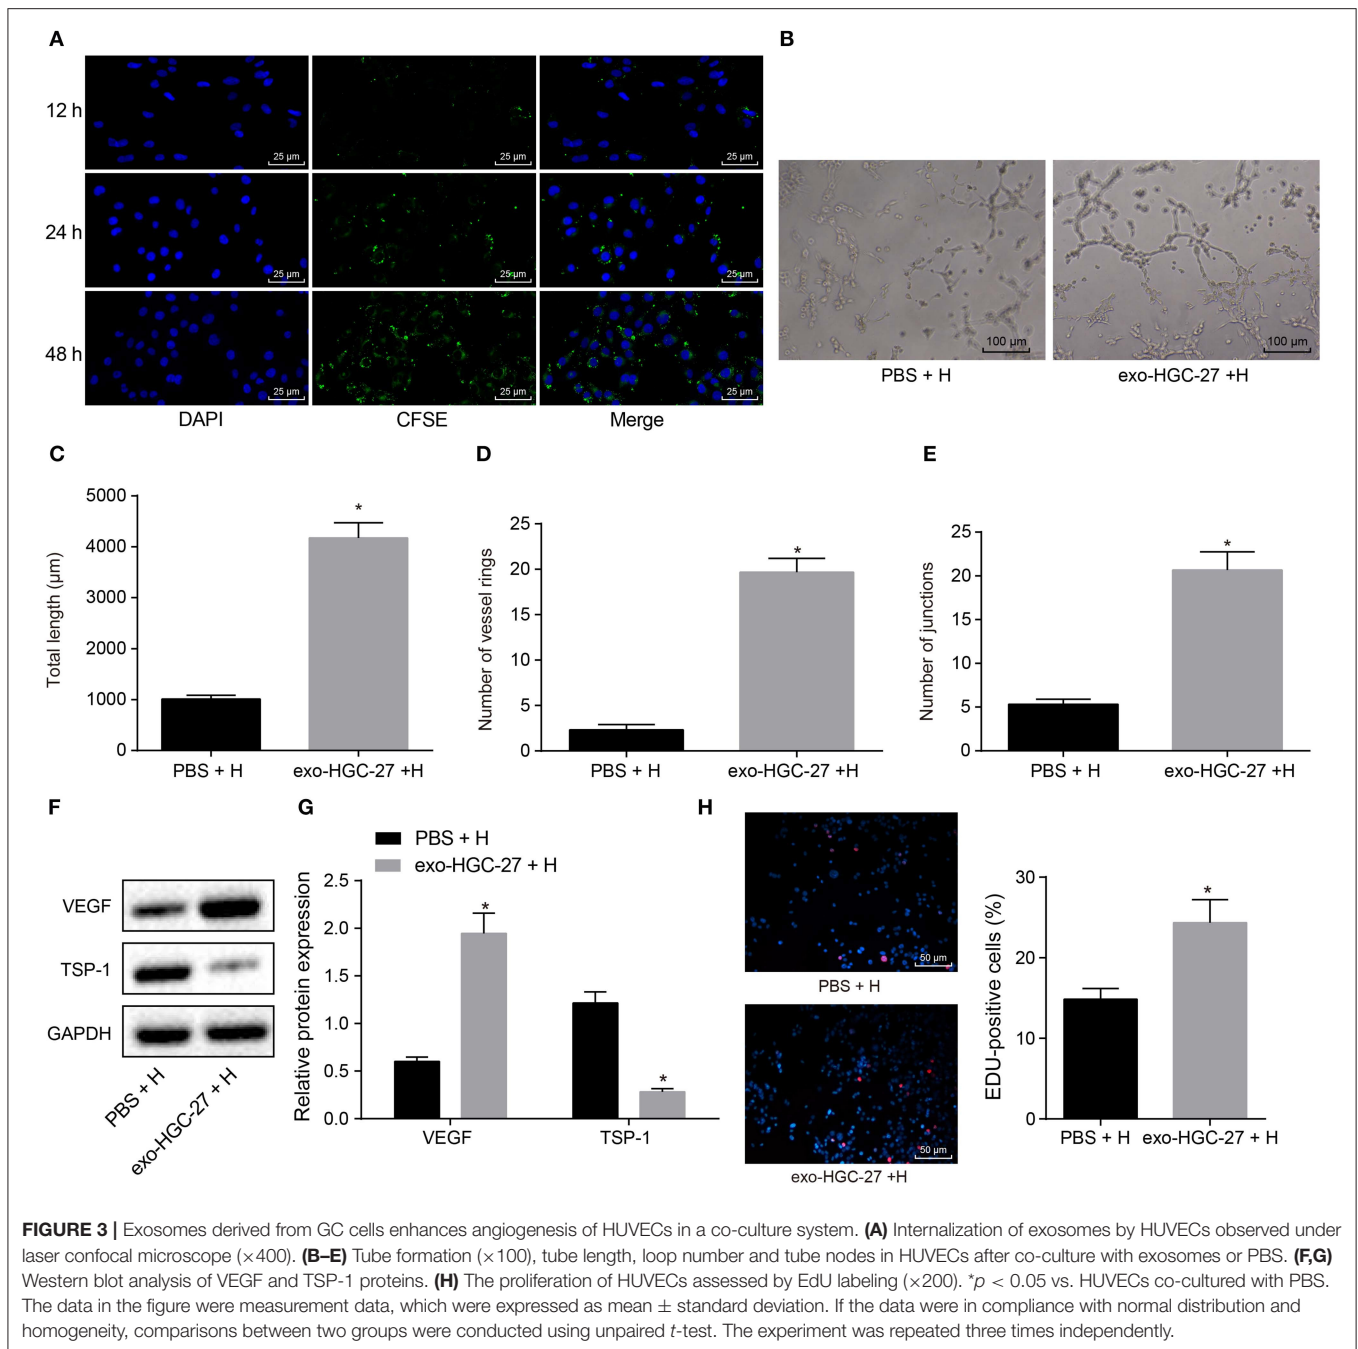 A
B
12 h
25 µm
25 µm
25 µm
24 h
25 µm
25 µm
25 µm
48 h
25 µm
25 µm
25 µm
DAPI
CFSE
Merge
100 µm
100 µm
PBS + H
exo-HGC-27 +H
C
Total length (µm)
5000
4000
3000
2000
1000
0
*
PBS + H
exo-HGC-27 +H
D
Number of vessel rings
25
20
15
10
5
0
*
PBS + H
exo-HGC-27 +H
E
Number of junctions
25
20
15
10
5
0
*
PBS + H
exo-HGC-27 +H
F
VEGF
TSP-1
GAPDH
PBS + H
exo-HGC-27 + H
G
PBS + H
exo-HGC-27 + H
Relative protein expression
2.5
2.0
1.5
1.0
0.5
0.0
*
*
VEGF
TSP-1
H
50 µm
PBS + H
50 µm
exo-HGC-27 +H
EDU-positive cells (%)
30
20
10
0
*
PBS + H
exo-HGC-27 + H
FIGURE 3 | Exosomes derived from GC cells enhances angiogenesis of HUVECs in a co-culture system. (A) Internalization of exosomes by HUVECs observed under
laser confocal microscope (×400). (B–E) Tube formation (×100), tube length, loop number and tube nodes in HUVECs after co-culture with exosomes or PBS. (F,G)
Western blot analysis of VEGF and TSP-1 proteins. (H) The proliferation of HUVECs assessed by EdU labeling (×200). *p < 0.05 vs. HUVECs co-cultured with PBS.
The data in the figure were measurement data, which were expressed as mean ± standard deviation. If the data were in compliance with normal distribution and
homogeneity, comparisons between two groups were conducted using unpaired t-test. The experiment was repeated three times independently.